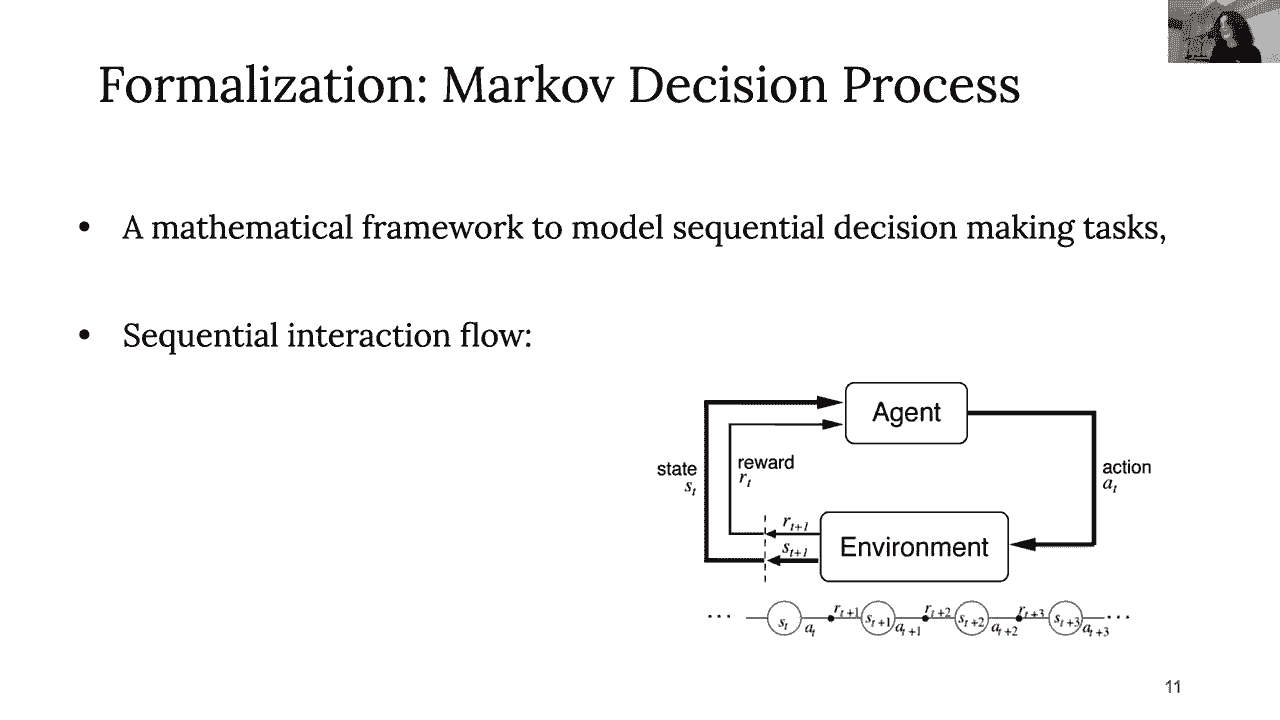 Formalization: Markov Decision Process
• A mathematical framework to model sequential decision making tasks,
• Sequential interaction flow:
Agent
state
s_t
reward
r_t
action
a_t
r_{t+1}
s_{t+1}
Environment
... s_t a_t r_{t+1} s_{t+1} a_{t+1} r_{t+2} s_{t+2} a_{t+2} r_{t+3} s_{t+3} a_{t+3} ...
11